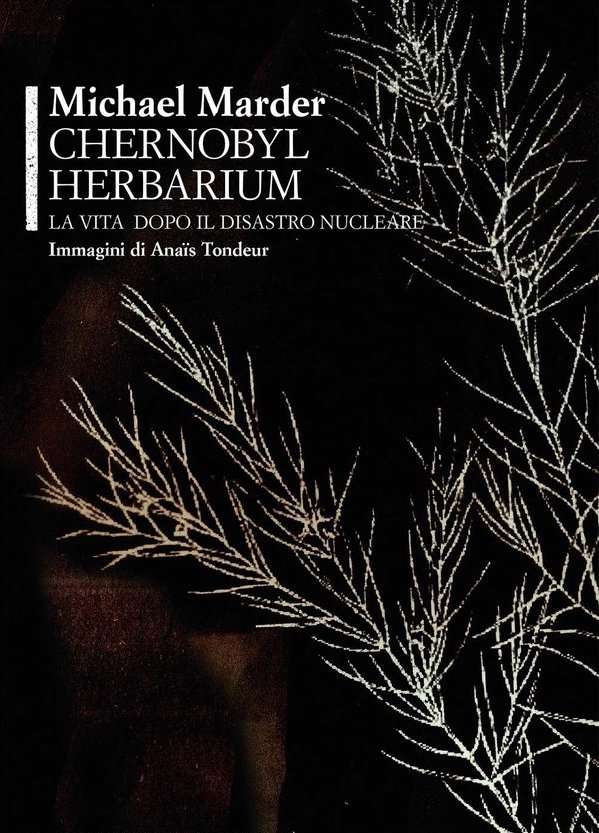 Michael Marder
CHERNOBYL
HERBARIUM
LA VITA DOPO IL DISASTRO NUCLEARE
Immagini di Anaïs Tondeur